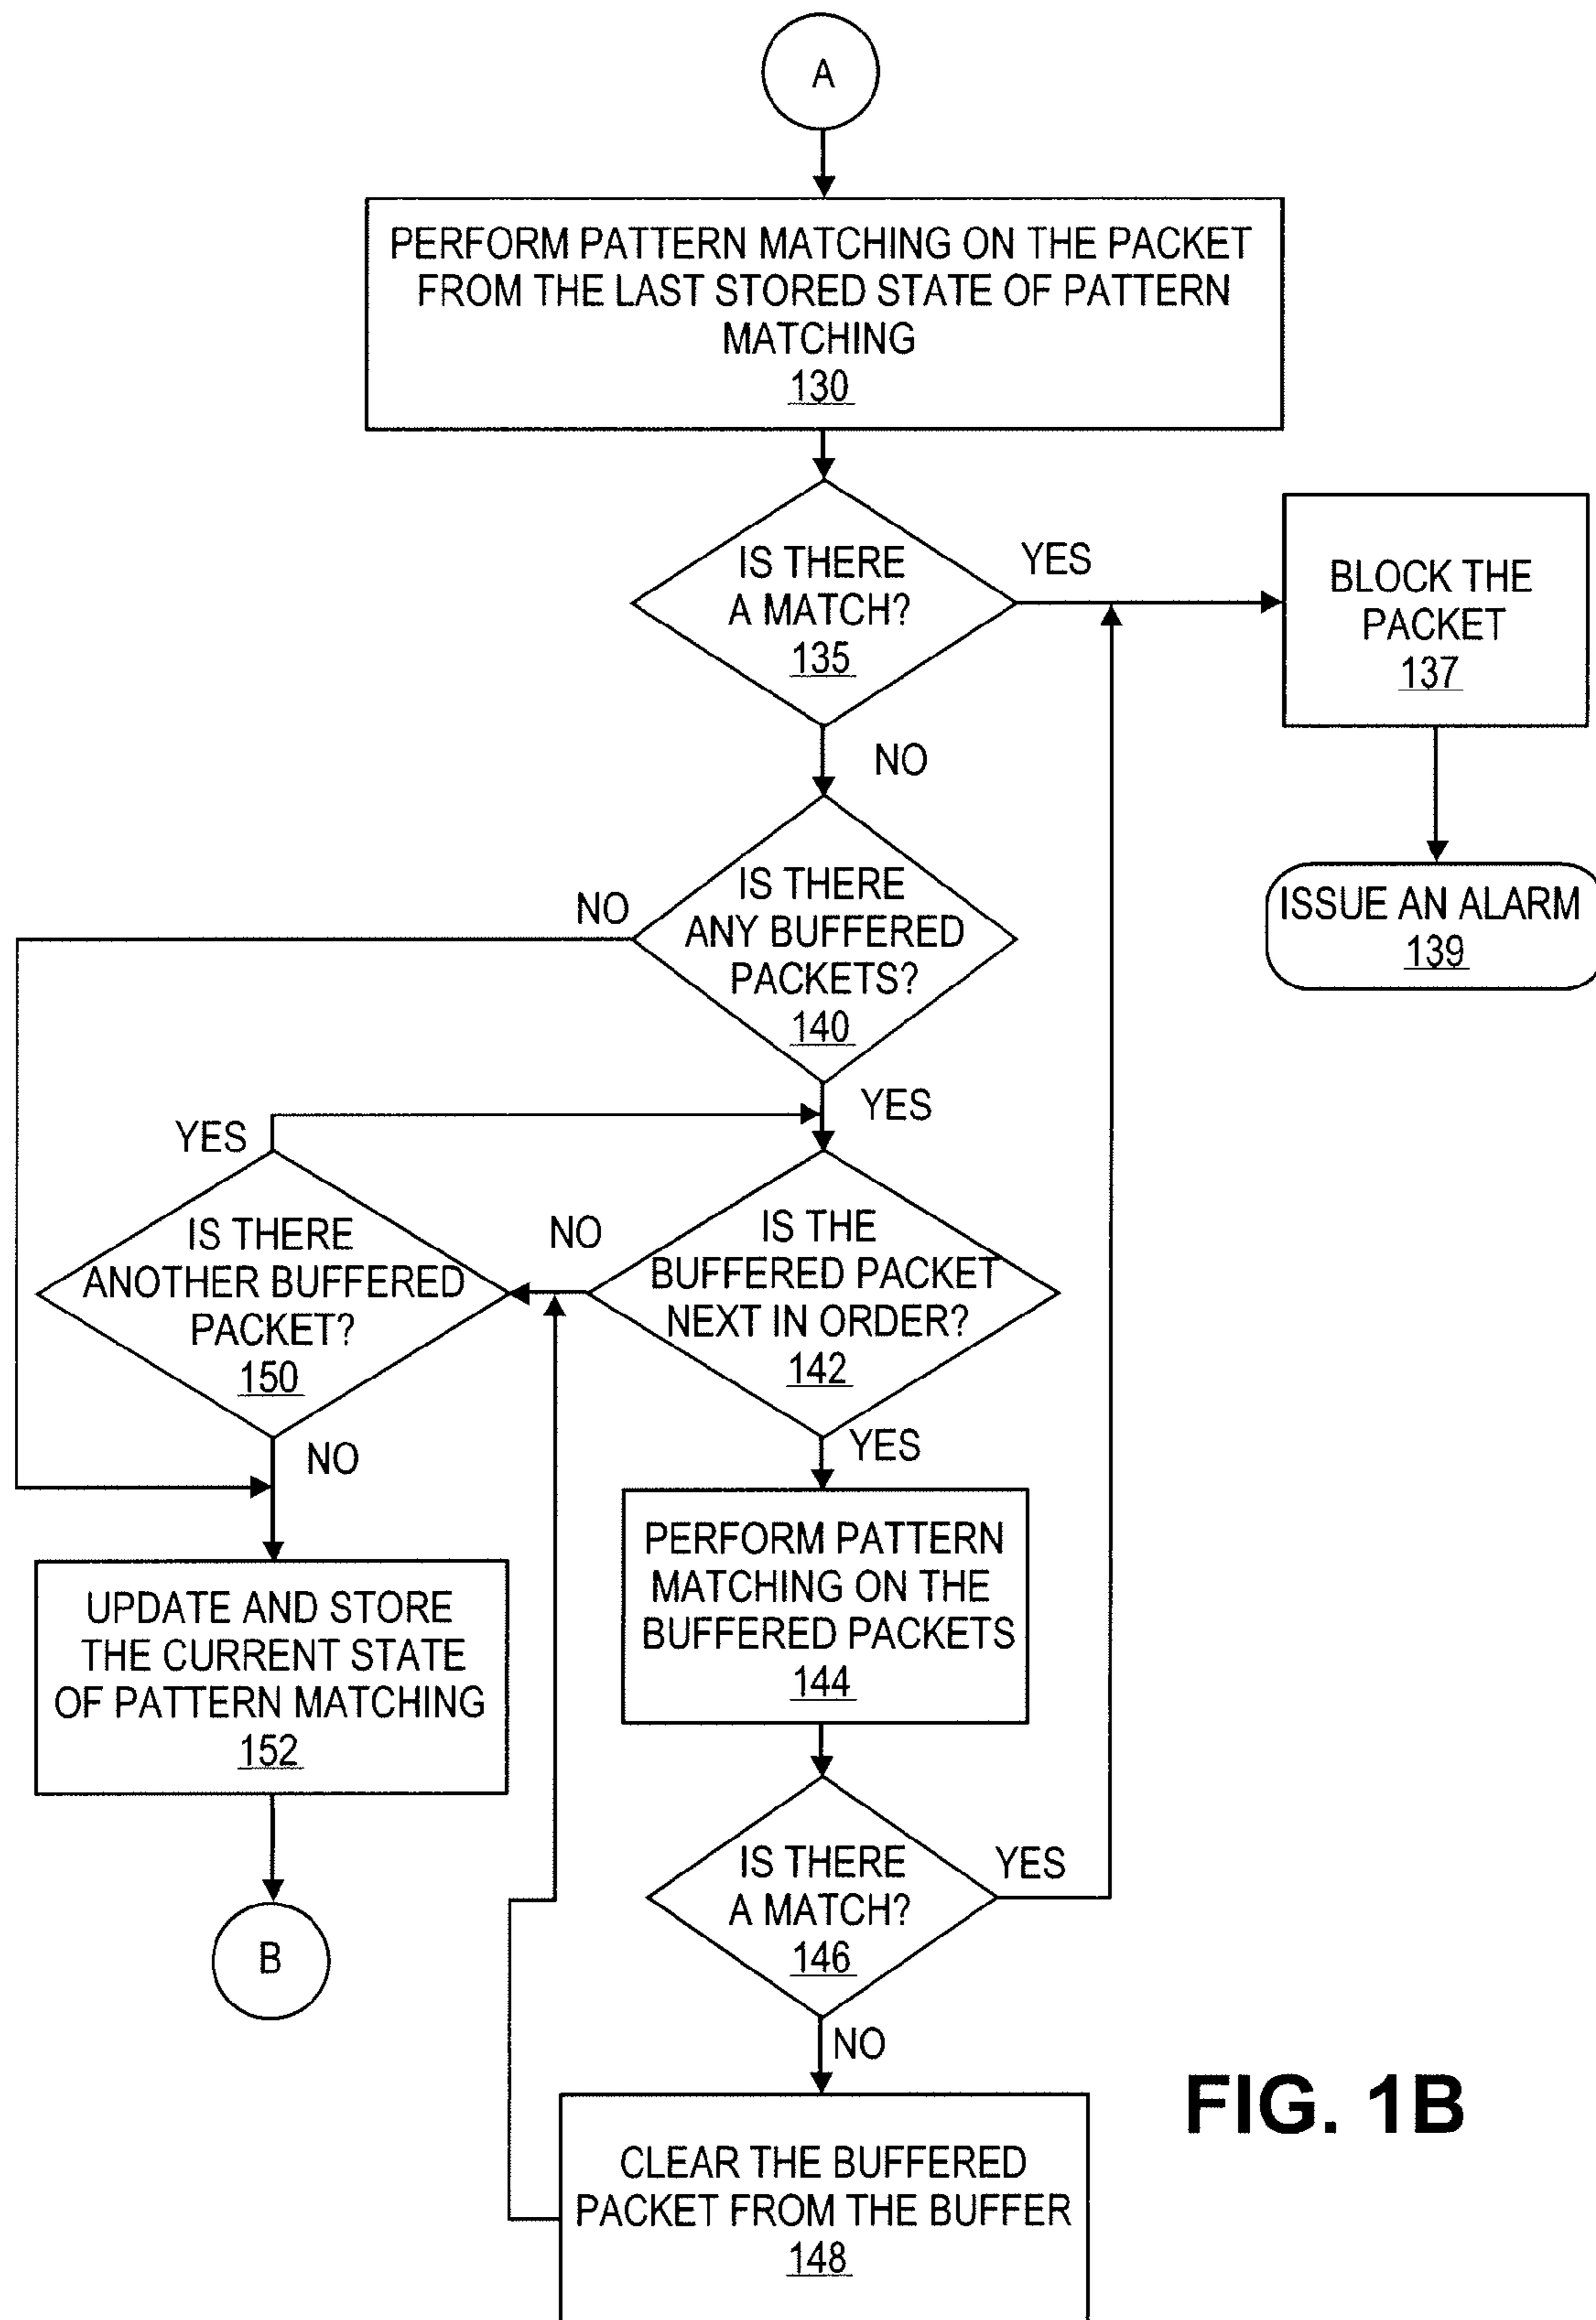 A
PERFORM PATTERN MATCHING ON THE PACKET
FROM THE LAST STORED STATE OF PATTERN
MATCHING
130
IS THERE
A MATCH?
135
YES
BLOCK THE
PACKET
137
NO
ISSUE AN ALARM
139
IS THERE
ANY BUFFERED
PACKETS?
140
NO
YES
YES
IS THERE
ANOTHER BUFFERED
PACKET?
150
NO
IS THE
BUFFERED PACKET
NEXT IN ORDER?
142
NO
YES
UPDATE AND STORE
THE CURRENT STATE
OF PATTERN MATCHING
152
PERFORM PATTERN
MATCHING ON THE
BUFFERED PACKETS
144
B
IS THERE
A MATCH?
146
YES
NO
CLEAR THE BUFFERED
PACKET FROM THE BUFFER
148
FIG. 1B